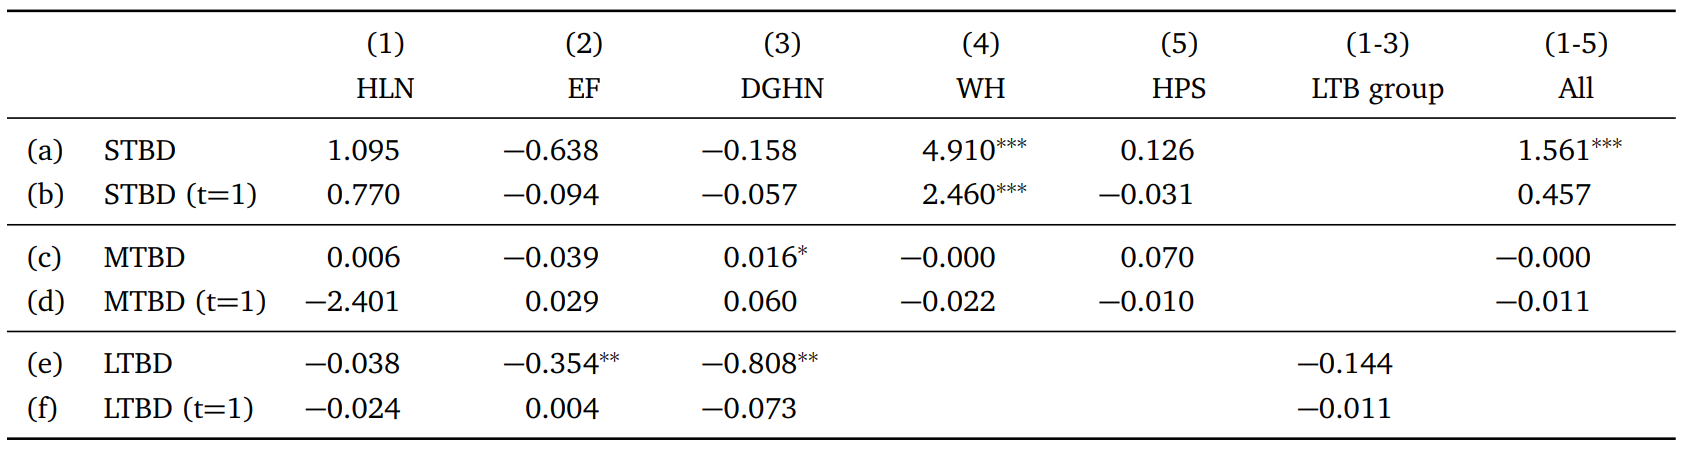 (1) (2) (3) (4) (5) (1-3) (1-5)
HLN EF DGHN WH HPS LTB group All
(a) STBD 1.095 −0.638 −0.158 4.910*** 0.126 1.561***
(b) STBD (t=1) 0.770 −0.094 −0.057 2.460*** −0.031 0.457
(c) MTBD 0.006 −0.039 0.016* −0.000 0.070 −0.000
(d) MTBD (t=1) −2.401 0.029 0.060 −0.022 −0.010 −0.011
(e) LTBD −0.038 −0.354** −0.808** −0.144
(f) LTBD (t=1) −0.024 0.004 −0.073 −0.011